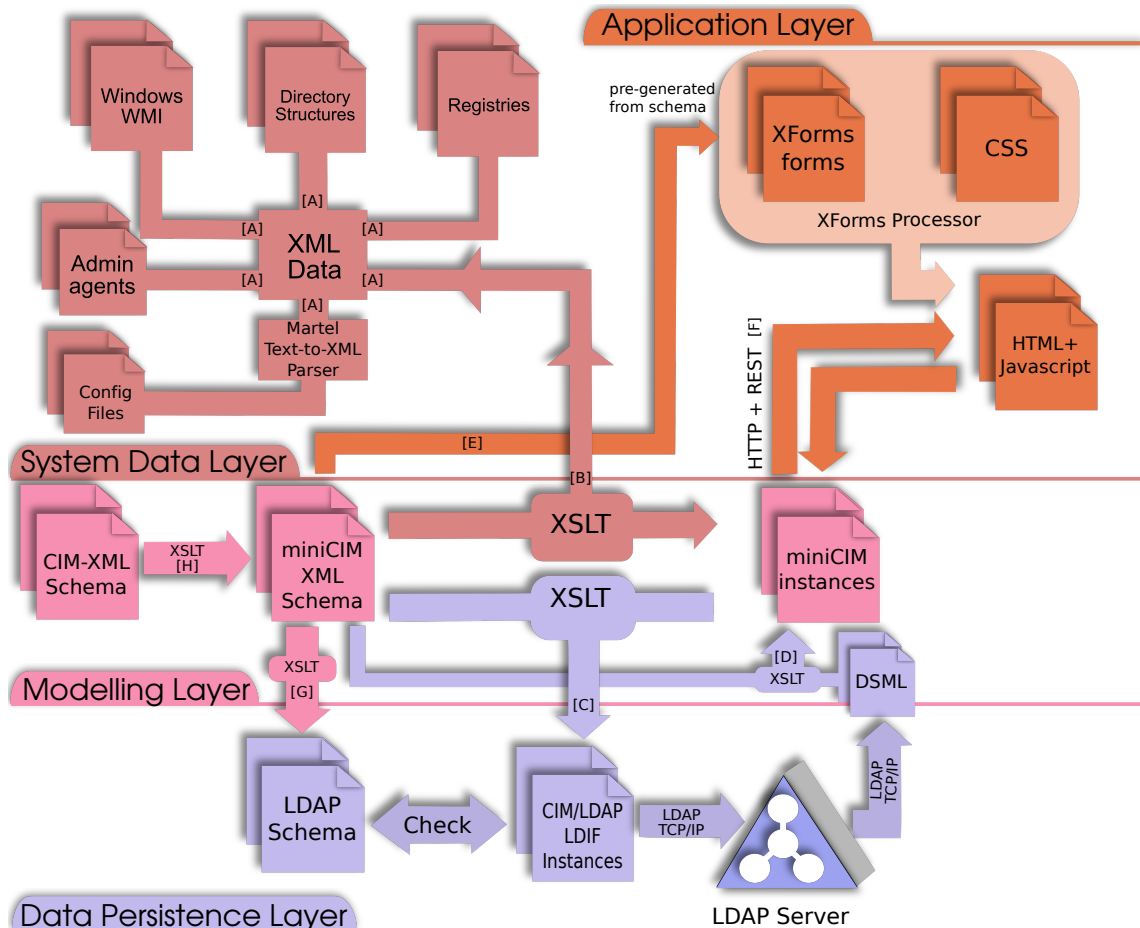 Application Layer
Windows
WMI
Directory
Structures
Registries
pre-generated
from schema
XForms
forms
CSS
XForms Processor
[A]
[A]
[A]
XML
Data
Admin
agents
[A]
[A]
[A]
Martel
Text-to-XML
Parser
Config
Files
HTTP + REST [F]
HTML+
Javascript
[E]
System Data Layer
[B]
CIM-XML
Schema
XSLT
[H]
miniCIM
XML
Schema
XSLT
XSLT
miniCIM
instances
XSLT
[G]
[C]
[D]
XSLT
DSML
Modelling Layer
LDAP
Schema
Check
CIM/LDAP
LDIF
Instances
LDAP
TCP/IP
LDAP
TCP/IP
LDAP Server
Data Persistence Layer